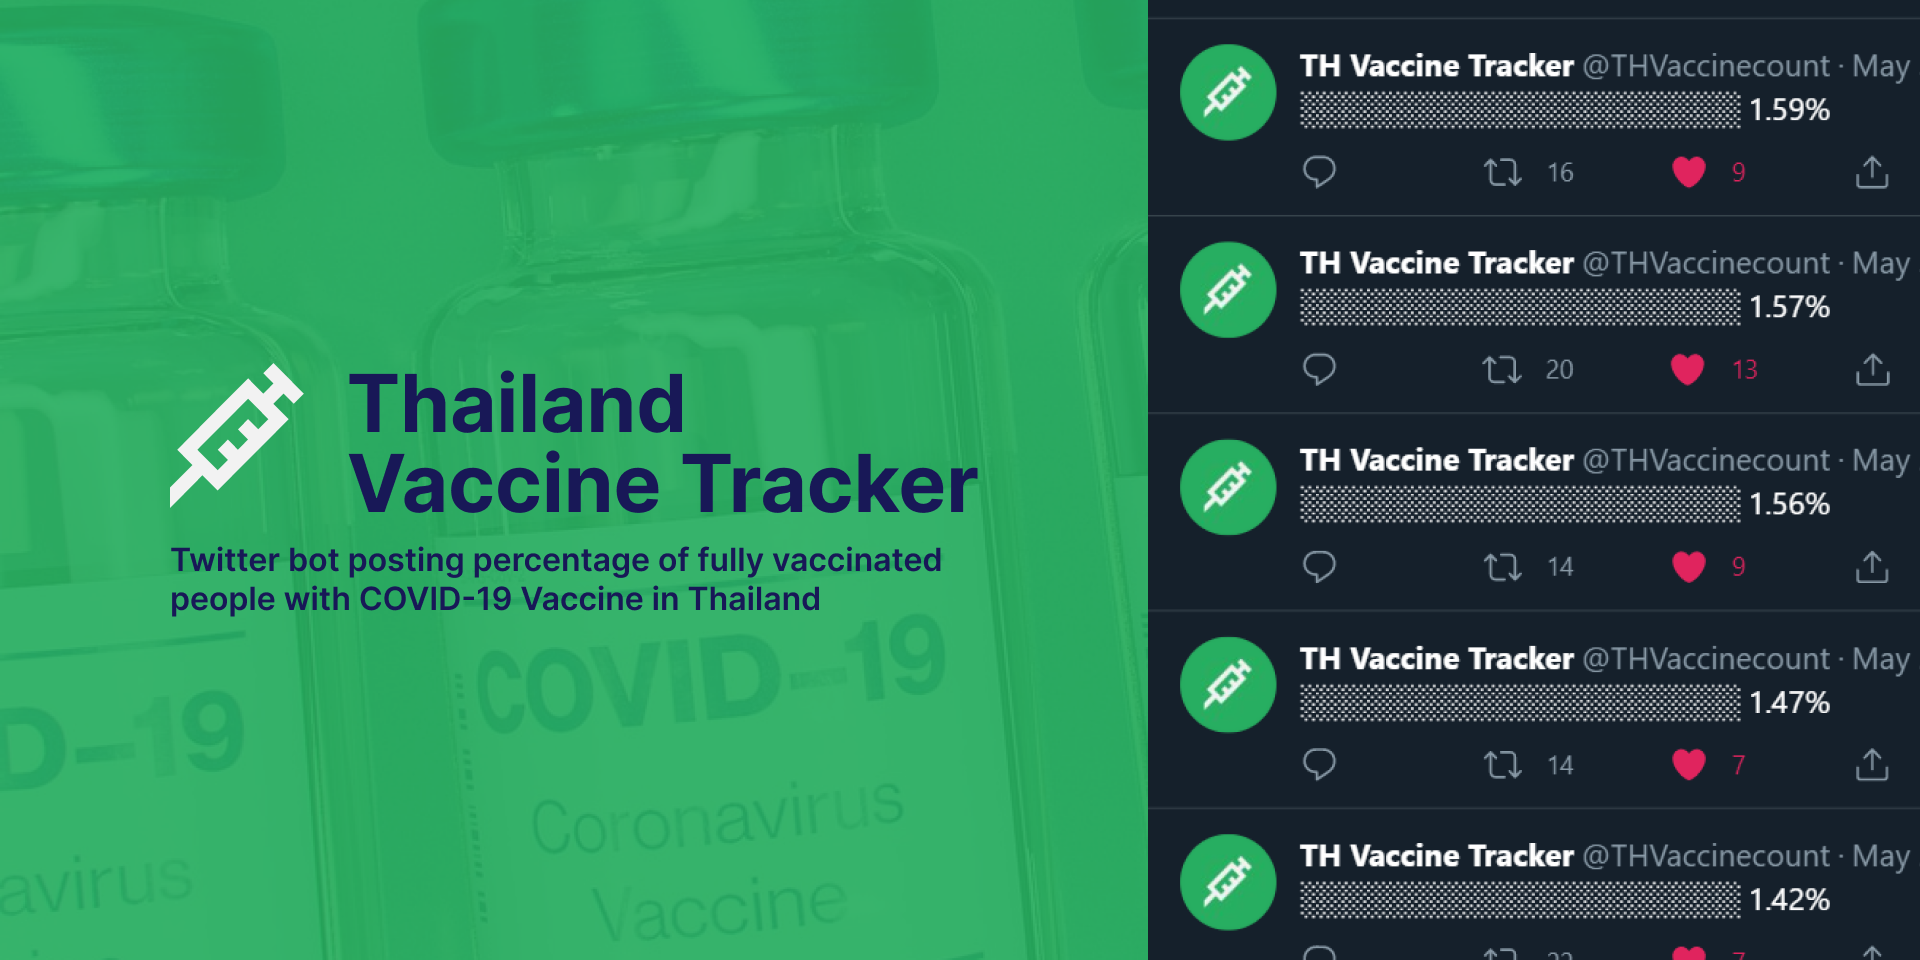 Thailand
Vaccine Tracker
Twitter bot posting percentage of fully vaccinated
people with COVID-19 Vaccine in Thailand
D-19
avirus
COVID-19
Coronavirus
Vaccine
TH Vaccine Tracker @THVaccinecount · May
░░░░░░░░░░░░░░░░░░░░ 1.59%
16 9
TH Vaccine Tracker @THVaccinecount · May
░░░░░░░░░░░░░░░░░░░░ 1.57%
20 13
TH Vaccine Tracker @THVaccinecount · May
░░░░░░░░░░░░░░░░░░░░ 1.56%
14 9
TH Vaccine Tracker @THVaccinecount · May
░░░░░░░░░░░░░░░░░░░░ 1.47%
14 7
TH Vaccine Tracker @THVaccinecount · May
░░░░░░░░░░░░░░░░░░░░ 1.42%